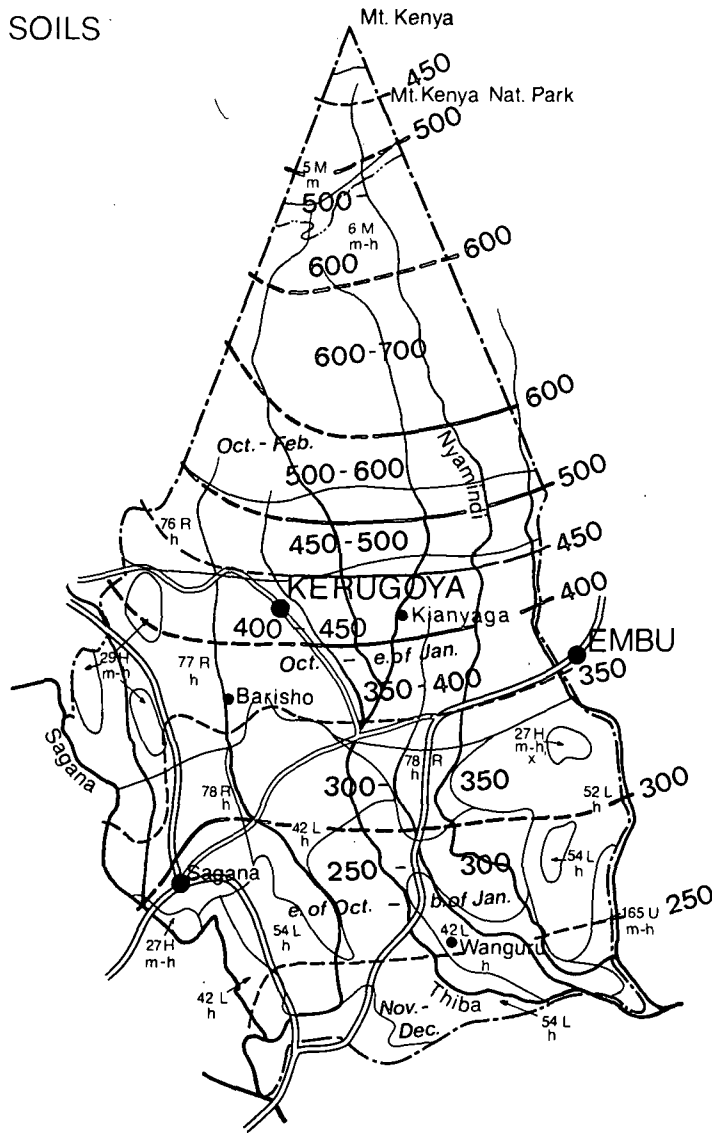 SOILS
Mt. Kenya
450
Mt. Kenya Nat. Park
500
5 M
m
500
6 M
m-h
600
600
600-700
600
Oct. - Feb.
Nyamindi
500-600
500
76 R
h
450-500
450
KERUGOYA
400
Kianyaga
400 - 450
EMBU
29 H
m-h
77 R
h
Oct. - e. of Jan.
350
350-400
Barisho
Sagana
27 H
m-h
x
78 R
h
78 R
h
300-
350
52 L
h
300
42 L
h
250 - 300
54 L
h
Sagana
e. of Oct. - b. of Jan.
250
165 U
m-h
27 H
m-h
54 L
h
42 L
h
Wanguru
42 L
h
Thiba
Nov.-
Dec.
54 L
h